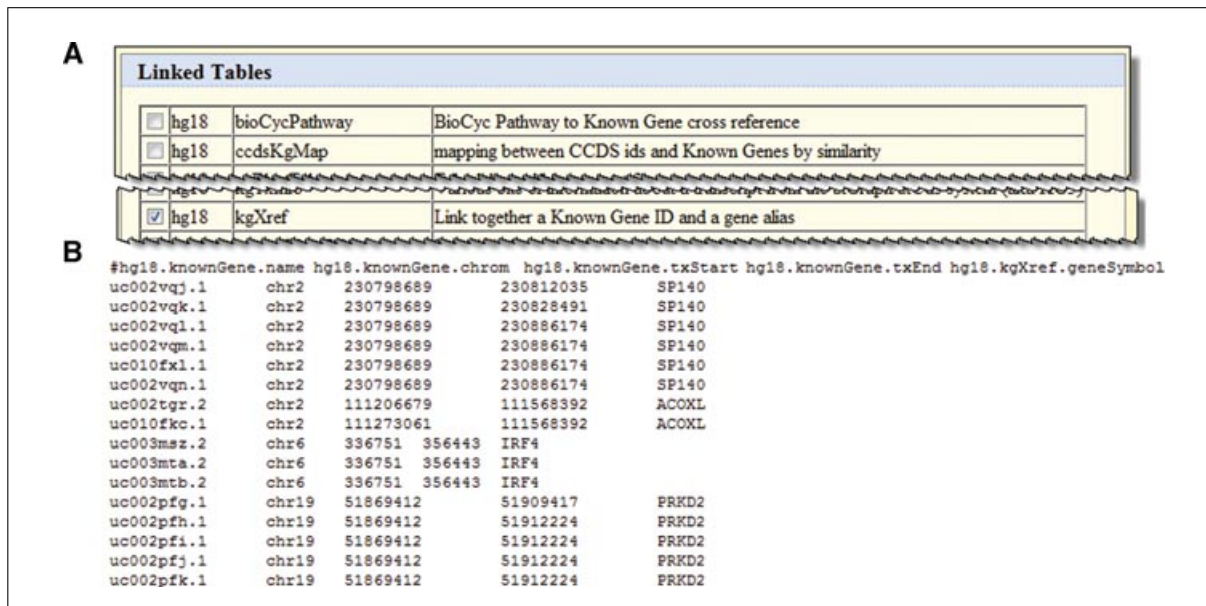 A
Linked Tables
hg18 bioCycPathway BioCyc Pathway to Known Gene cross reference
hg18 ccdsKgMap mapping between CCDS ids and Known Genes by similarity
hg18 kgXref Link together a Known Gene ID and a gene alias
B
#hg18.knownGene.name hg18.knownGene.chrom hg18.knownGene.txStart hg18.knownGene.txEnd hg18.kgXref.geneSymbol
uc002vqj.1 chr2 230798689 230812035 SP140
uc002vqk.1 chr2 230798689 230828491 SP140
uc002vql.1 chr2 230798689 230886174 SP140
uc002vqm.1 chr2 230798689 230886174 SP140
uc010fxl.1 chr2 230798689 230886174 SP140
uc002vqn.1 chr2 230798689 230886174 SP140
uc002tgr.2 chr2 111206679 111568392 ACOXL
uc010fkc.1 chr2 111273061 111568392 ACOXL
uc003msz.2 chr6 336751 356443 IRF4
uc003mta.2 chr6 336751 356443 IRF4
uc003mtb.2 chr6 336751 356443 IRF4
uc002pfg.1 chr19 51869412 51909417 PRKD2
uc002pfh.1 chr19 51869412 51912224 PRKD2
uc002pfi.1 chr19 51869412 51912224 PRKD2
uc002pfj.1 chr19 51869412 51912224 PRKD2
uc002pfk.1 chr19 51869412 51912224 PRKD2